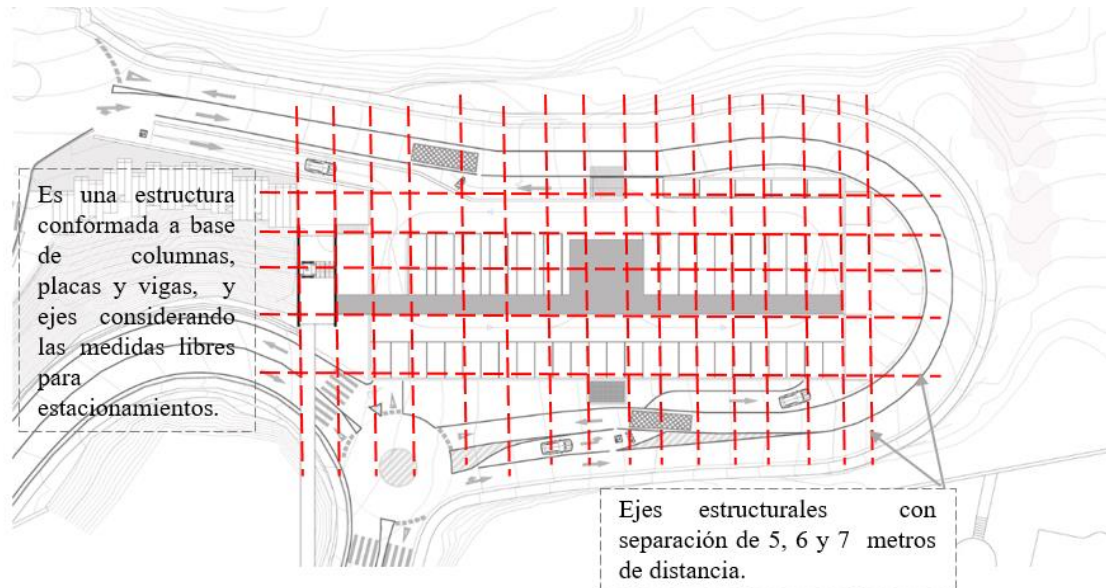 Es una estructura
conformada a base
de columnas,
placas y vigas, y
ejes considerando
las medidas libres
para
estacionamientos.
Ejes estructurales con
separación de 5, 6 y 7 metros
de distancia.